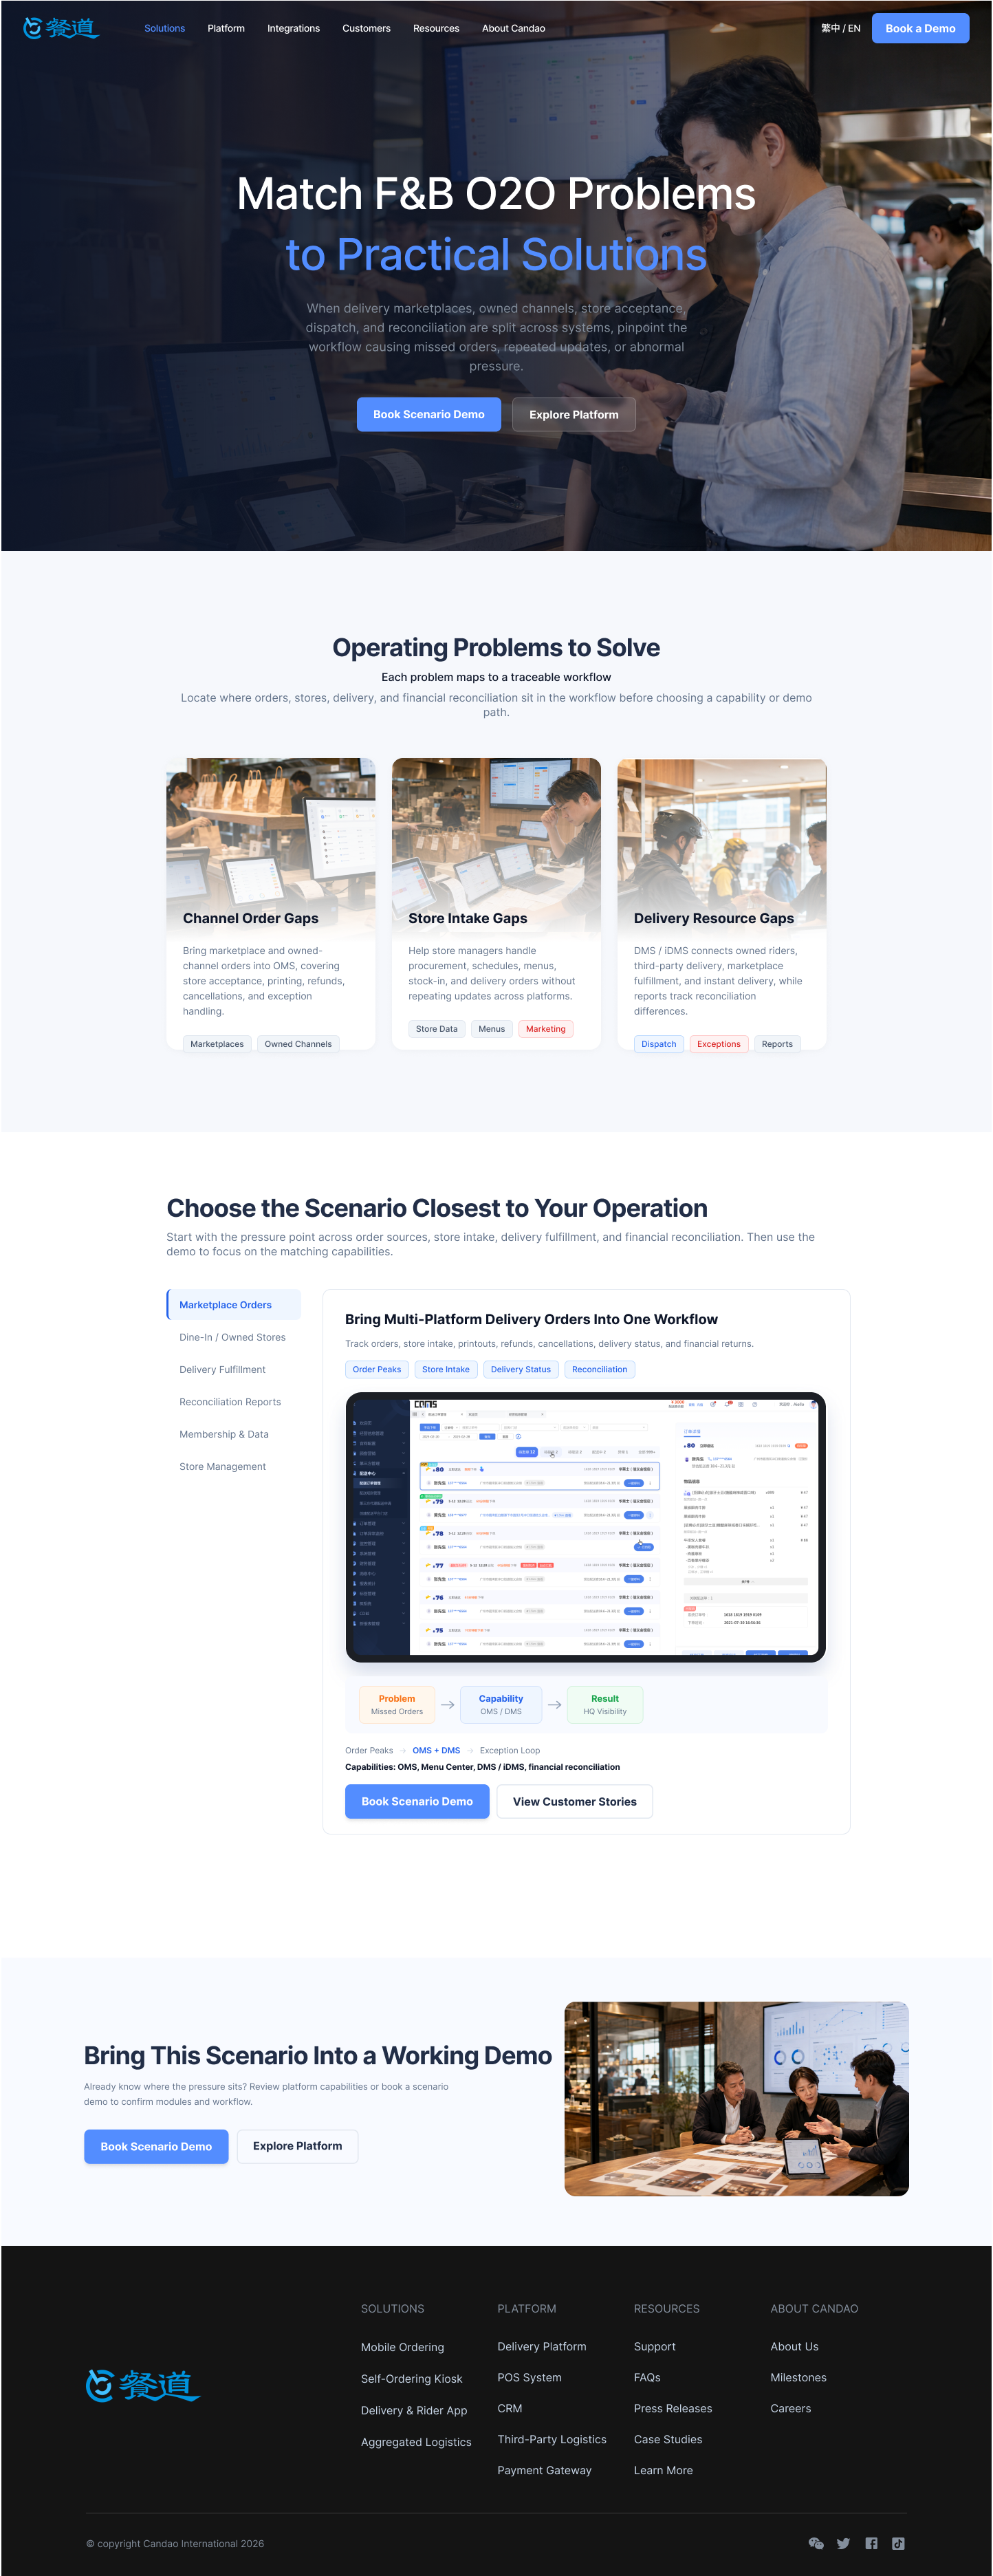 餐道
Solutions
Platform
Integrations
Customers
Resources
About Candao
繁中 / EN
Book a Demo
Match F&B O2O Problems
to Practical Solutions
When delivery marketplaces, owned channels, store acceptance,
dispatch, and reconciliation are split across systems, pinpoint the
workflow causing missed orders, repeated updates, or abnormal
pressure.
Book Scenario Demo
Explore Platform
Operating Problems to Solve
Each problem maps to a traceable workflow
Locate where orders, stores, delivery, and financial reconciliation sit in the workflow before choosing a capability or demo
path.
Channel Order Gaps
Bring marketplace and owned-
channel orders into OMS, covering
store acceptance, printing, refunds,
cancellations, and exception
handling.
Marketplaces
Owned Channels
Store Intake Gaps
Help store managers handle
procurement, schedules, menus,
stock-in, and delivery orders without
repeating updates across platforms.
Store Data
Menus
Marketing
Delivery Resource Gaps
DMS / iDMS connects owned riders,
third-party delivery, marketplace
fulfillment, and instant delivery, while
reports track reconciliation
differences.
Dispatch
Exceptions
Reports
Choose the Scenario Closest to Your Operation
Start with the pressure point across order sources, store intake, delivery fulfillment, and financial reconciliation. Then use the
demo to focus on the matching capabilities.
Marketplace Orders
Dine-In / Owned Stores
Delivery Fulfillment
Reconciliation Reports
Membership & Data
Store Management
Bring Multi-Platform Delivery Orders Into One Workflow
Track orders, store intake, printouts, refunds, cancellations, delivery status, and financial returns.
Order Peaks
Store Intake
Delivery Status
Reconciliation
80
79
78
77
76
75
Problem
Missed Orders
Capability
OMS / DMS
Result
HQ Visibility
Order Peaks → OMS + DMS → Exception Loop
Capabilities: OMS, Menu Center, DMS / iDMS, financial reconciliation
Book Scenario Demo
View Customer Stories
Bring This Scenario Into a Working Demo
Already know where the pressure sits? Review platform capabilities or book a scenario
demo to confirm modules and workflow.
Book Scenario Demo
Explore Platform
餐道
SOLUTIONS
Mobile Ordering
Self-Ordering Kiosk
Delivery & Rider App
Aggregated Logistics
PLATFORM
Delivery Platform
POS System
CRM
Third-Party Logistics
Payment Gateway
RESOURCES
Support
FAQs
Press Releases
Case Studies
Learn More
ABOUT CANDAO
About Us
Milestones
Careers
© copyright Candao International 2026